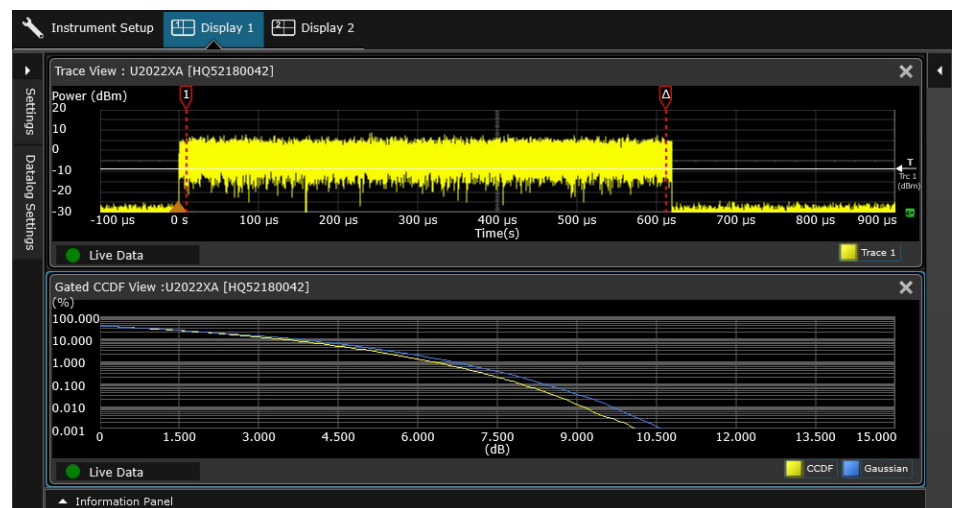 Instrument Setup 1 Display 1 2 Display 2
Settings
Datalog Settings
Trace View : U2022XA [HQ52180042]
Power (dBm)
1 Δ
20
10
0
-10
-20
-30
T
Trc 1
(dBm)
-100 µs 0 s 100 µs 200 µs 300 µs 400 µs 500 µs 600 µs 700 µs 800 µs 900 µs
Time(s)
Live Data Trace 1
Gated CCDF View :U2022XA [HQ52180042]
(%)
100.000
10.000
1.000
0.100
0.010
0.001
0 1.500 3.000 4.500 6.000 7.500 9.000 10.500 12.000 13.500 15.000
(dB)
Live Data CCDF Gaussian
Information Panel